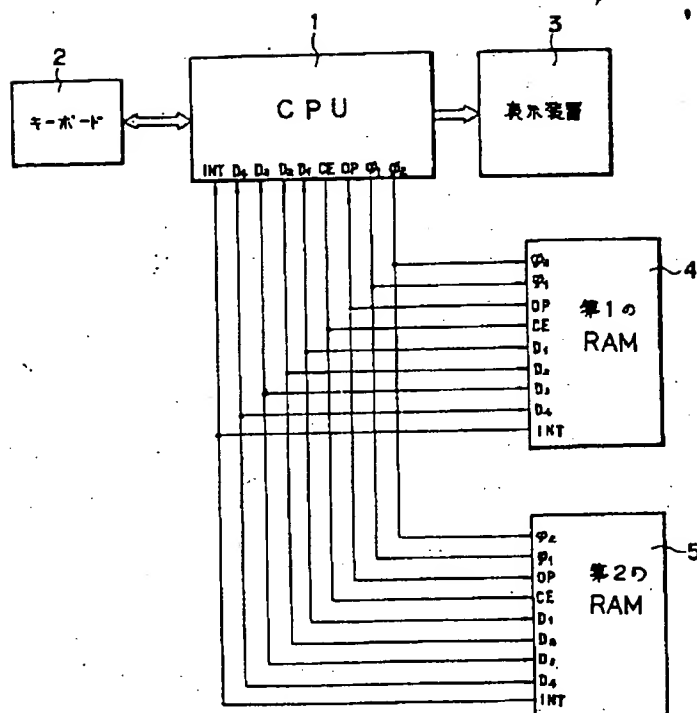 1
2
3
キーボード
CPU
表示装置
INT D4 D3 D2 D1 CE OP φ1 φ2
4
φ2
φ1
OP
CE
D1
D2
D3
D4
INT
第1の
RAM
5
φ2
φ1
OP
CE
D1
D2
D3
D4
INT
第2の
RAM